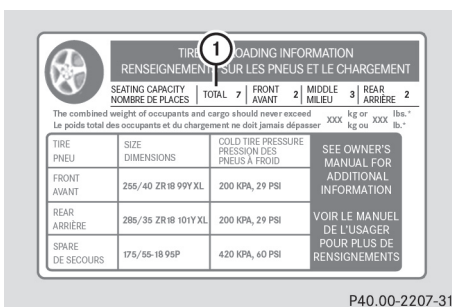 1
TIRE LOADING INFORMATION
RENSEIGNEMENTS SUR LES PNEUS ET LE CHARGEMENT
SEATING CAPACITY TOTAL 7 FRONT 2 MIDDLE 3 REAR 2
NOMBRE DE PLACES AVANT MILIEU ARRIÈRE
The combined weight of occupants and cargo should never exceed XXX kg or XXX lbs.*
Le poids total des occupants et du chargement ne doit jamais dépasser kg ou lb.*
TIRE SIZE COLD TIRE PRESSURE
PNEU DIMENSIONS PRESSION DES
PNEUS À FROID
FRONT
AVANT
255/40 ZR18 99Y XL 200 KPA, 29 PSI
REAR
ARRIÈRE
285/35 ZR18 101Y XL 200 KPA, 29 PSI
SPARE
DE SECOURS
175/55-18 95P 420 KPA, 60 PSI
SEE OWNER'S
MANUAL FOR
ADDITIONAL
INFORMATION
VOIR LE MANUEL
DE L'USAGER
POUR PLUS DE
RENSIGNEMENTS
P40.00-2207-31